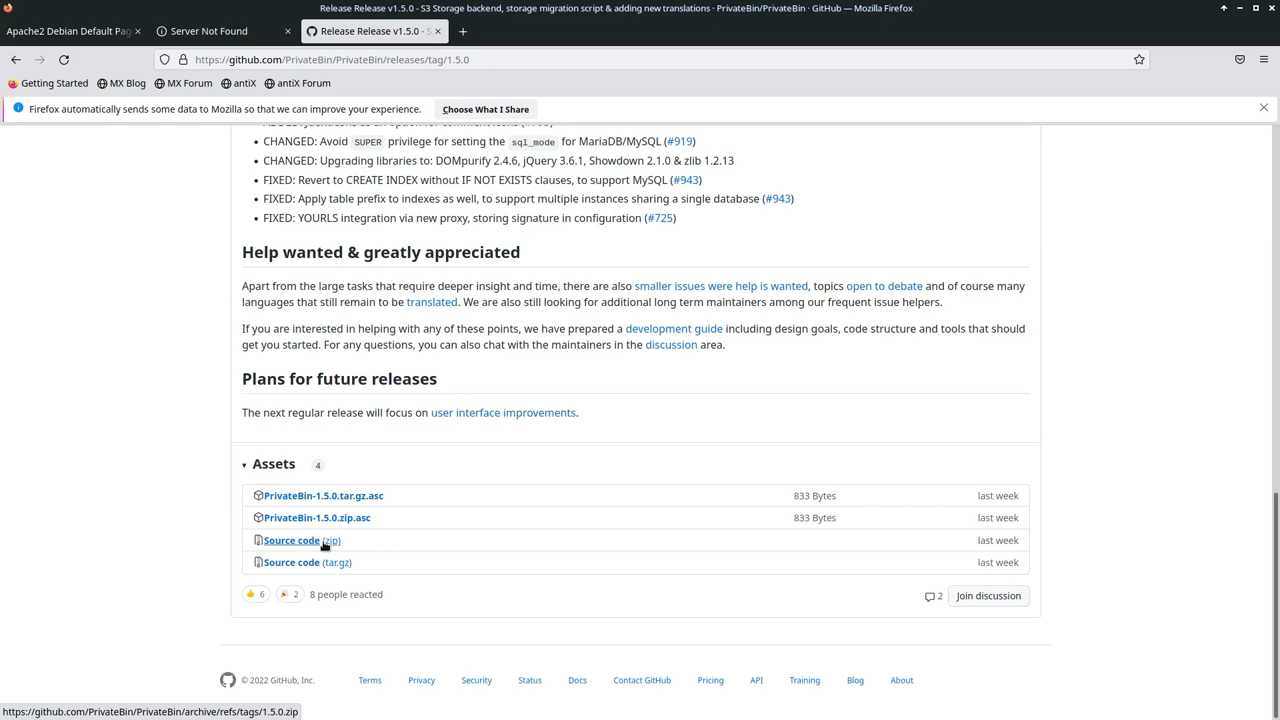 Release Release v1.5.0 - S3 Storage backend, storage migration script & adding new translations · PrivateBin/PrivateBin · GitHub — Mozilla Firefox
Apache2 Debian Default Pag
Server Not Found
Release Release v1.5.0 - S
https://github.com/PrivateBin/PrivateBin/releases/tag/1.5.0
Getting Started
MX Blog
MX Forum
antiX
antiX Forum
Firefox automatically sends some data to Mozilla so that we can improve your experience.
Choose What I Share
• CHANGED: Avoid SUPER privilege for setting the sql_mode for MariaDB/MySQL (#919)
• CHANGED: Upgrading libraries to: DOMpurify 2.4.6, jQuery 3.6.1, Showdown 2.1.0 & zlib 1.2.13
• FIXED: Revert to CREATE INDEX without IF NOT EXISTS clauses, to support MySQL (#943)
• FIXED: Apply table prefix to indexes as well, to support multiple instances sharing a single database (#943)
• FIXED: YOURLS integration via new proxy, storing signature in configuration (#725)
Help wanted & greatly appreciated
Apart from the large tasks that require deeper insight and time, there are also smaller issues were help is wanted, topics open to debate and of course many
languages that still remain to be translated. We are also still looking for additional long term maintainers among our frequent issue helpers.
If you are interested in helping with any of these points, we have prepared a development guide including design goals, code structure and tools that should
get you started. For any questions, you can also chat with the maintainers in the discussion area.
Plans for future releases
The next regular release will focus on user interface improvements.
Assets 4
PrivateBin-1.5.0.tar.gz.asc 833 Bytes last week
PrivateBin-1.5.0.zip.asc 833 Bytes last week
Source code (zip) last week
Source code (tar.gz) last week
6 2 8 people reacted
2 Join discussion
© 2022 GitHub, Inc. Terms Privacy Security Status Docs Contact GitHub Pricing API Training Blog About
https://github.com/PrivateBin/PrivateBin/archive/refs/tags/1.5.0.zip